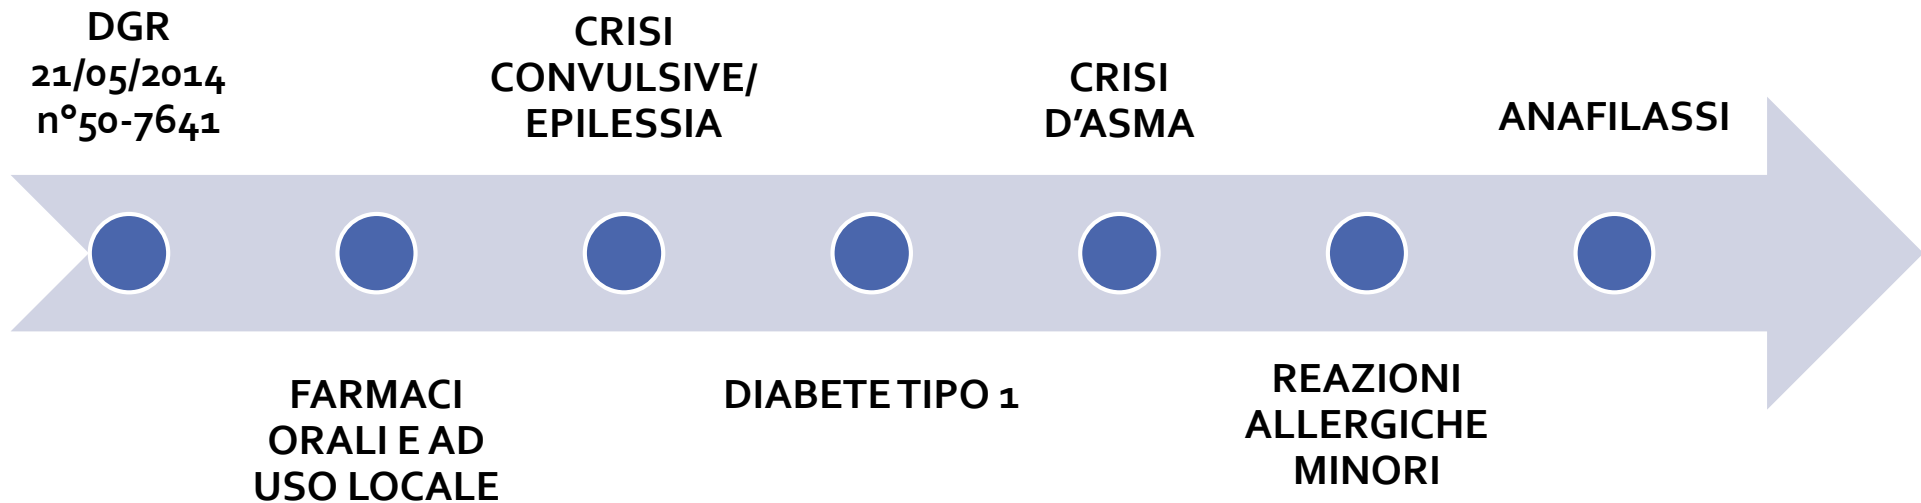 DGR
21/05/2014
n°50-7641
FARMACI
ORALI E AD
USO LOCALE
CRISI
CONVULSIVE/
EPILESSIA
DIABETE TIPO 1
CRISI
D'ASMA
REAZIONI
ALLERGICHE
MINORI
ANAFILASSI